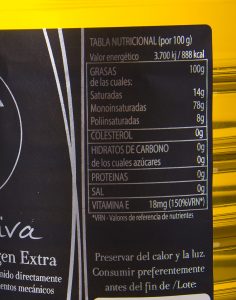 TABLA NUTRICIONAL (por 100 g)
Valor energético 3.700 kj / 888 kcal
GRASAS 100g
de las cuales:
Saturadas 14g
Monoinsaturadas 78g
Poliinsaturadas 8g
COLESTEROL 0g
HIDRATOS DE CARBONO 0g
de los cuales azúcares 0g
PROTEINAS 0g
SAL 0g
VITAMINA E 18mg (150%VRN*)
*VRN - Valores de referencia de nutrientes
iva
gen Extra
nido directamente
entos mecánicos
Preservar del calor y la luz.
Consumir preferentemente
antes del fin de /Lote: